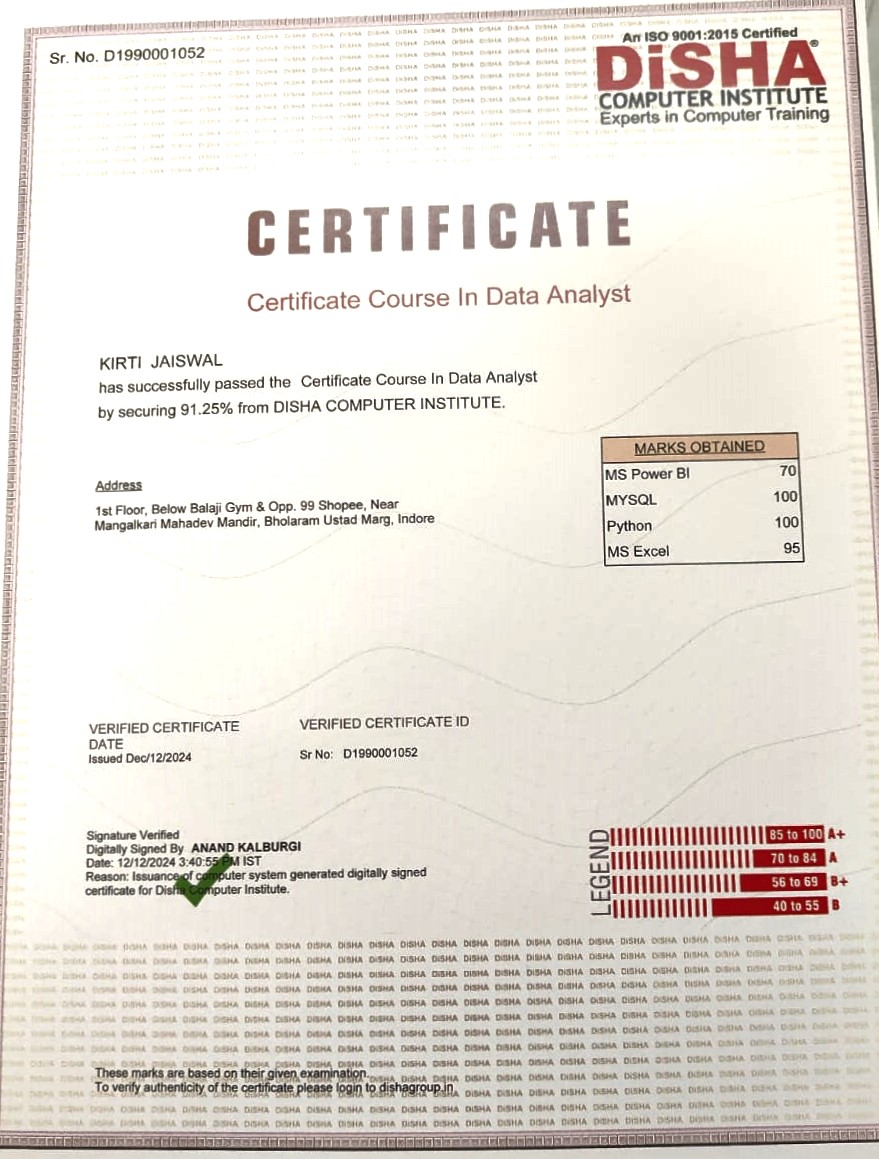 Sr. No. D1990001052
An ISO 9001:2015 Certified
DiSHA®
COMPUTER INSTITUTE
Experts in Computer Training
CERTIFICATE
Certificate Course In Data Analyst
KIRTI JAISWAL
has successfully passed the Certificate Course In Data Analyst
by securing 91.25% from DISHA COMPUTER INSTITUTE.
MARKS OBTAINED
MS Power BI 70
MYSQL 100
Python 100
MS Excel 95
Address
1st Floor, Below Balaji Gym & Opp. 99 Shopee, Near
Mangalkari Mahadev Mandir, Bholaram Ustad Marg, Indore
VERIFIED CERTIFICATE
DATE
Issued Dec/12/2024
VERIFIED CERTIFICATE ID
Sr No: D1990001052
Signature Verified
Digitally Signed By ANAND KALBURGI
Date: 12/12/2024 3:40:55 PM IST
Reason: Issuance of computer system generated digitally signed
certificate for Disha Computer Institute.
LEGEND
85 to 100 A+
70 to 84 A
56 to 69 B+
40 to 55 B
These marks are based on their given examination.
To verify authenticity of the certificate please login to dishagroup.in